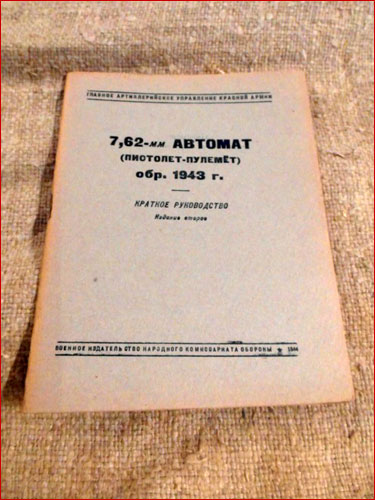 ГЛАВНОЕ АРТИЛЛЕРИЙСКОЕ УПРАВЛЕНИЕ КРАСНОЙ АРМИИ
7,62-мм АВТОМАТ
(ПИСТОЛЕТ-ПУЛЕМЁТ)
обр. 1943 г.
КРАТКОЕ РУКОВОДСТВО
Издание второе
ВОЕННОЕ ИЗДАТЕЛЬСТВО НАРОДНОГО КОМИССАРИАТА ОБОРОНЫ 1944